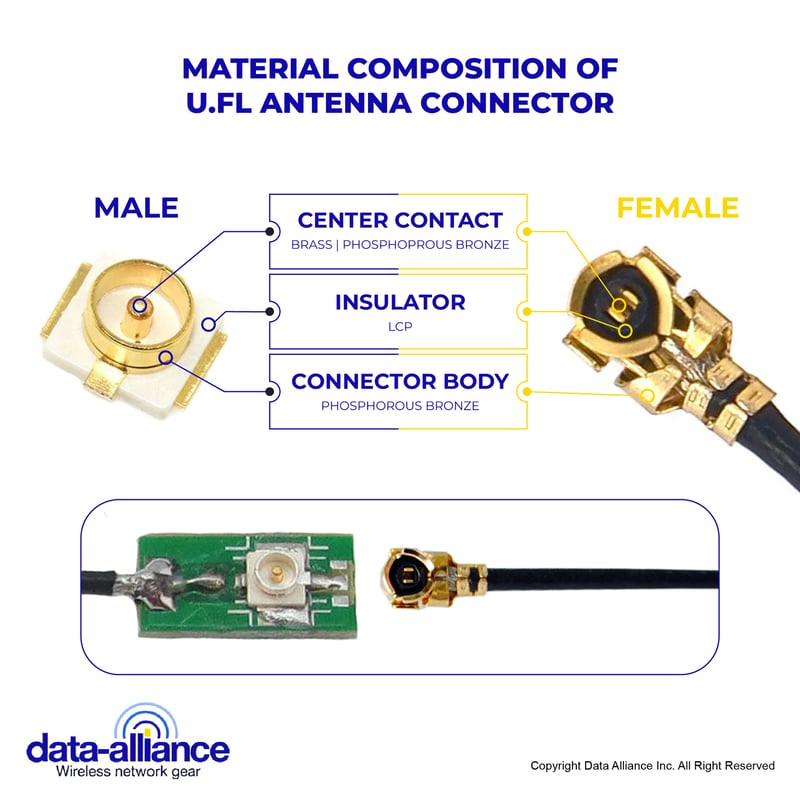 MATERIAL COMPOSITION OF
U.FL ANTENNA CONNECTOR
MALE
FEMALE
CENTER CONTACT
BRASS | PHOSPHOPROUS BRONZE
INSULATOR
LCP
CONNECTOR BODY
PHOSPHOROUS BRONZE
data-alliance
Wireless network gear
Copyright Data Alliance Inc. All Right Reserved